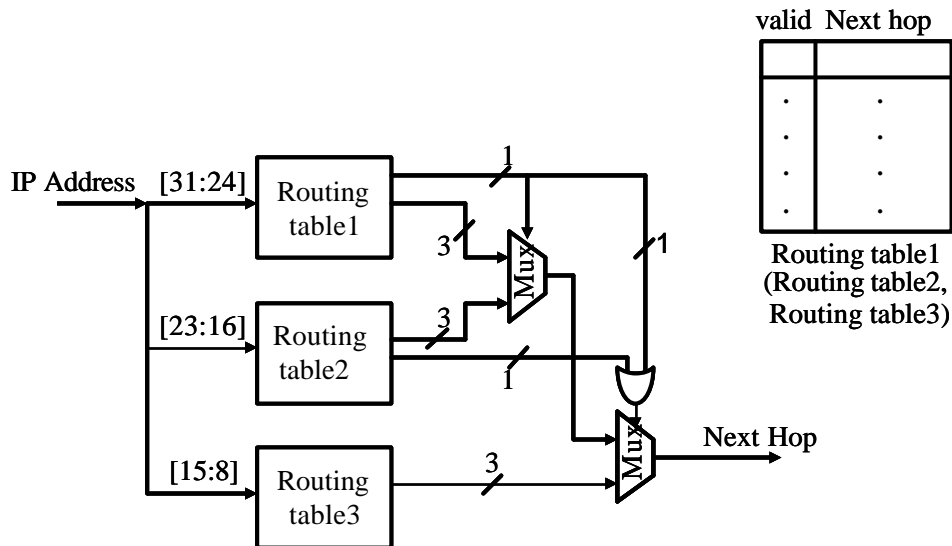 valid Next hop
IP Address
[31:24]
Routing
table1
1
3
Mux
1
Routing table1
(Routing table2,
Routing table3)
[23:16]
Routing
table2
3
1
[15:8]
Routing
table3
3
Mux
Next Hop